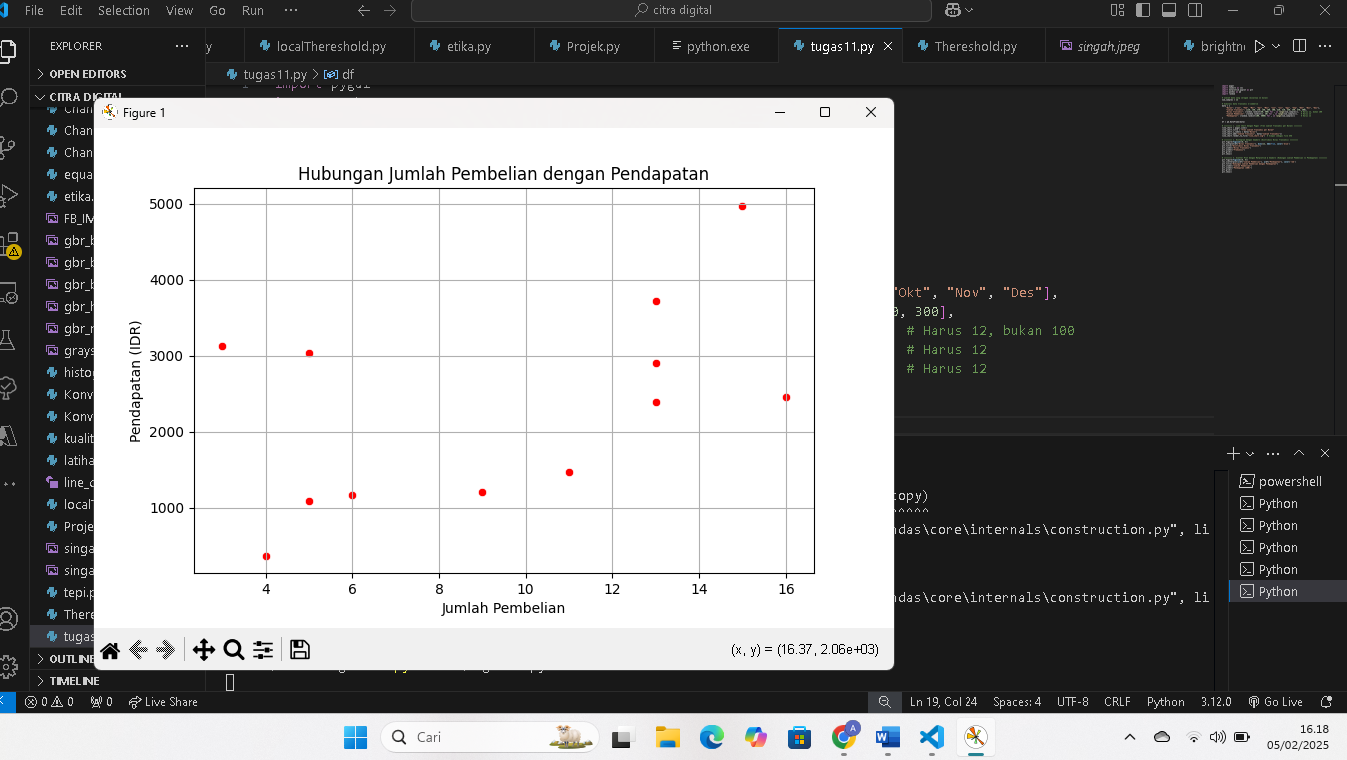 File Edit Selection View Go Run ··· citra digital
EXPLORER ···
y localThereshold.py etika.py Projek.py python.exe tugas11.py Thereshold.py singah.jpeg brightn
OPEN EDITORS
tugas11.py > df
CITRA DIGITAL
1 import pygui
Chan
Chan
Chan
equa
etika.
FB_IM
gbr_b
gbr_b
gbr_b
gbr_h
gbr_r
grays
histo
Konv
Konv
kualit
latiha
line_c
localT
Projel
singa
singa
tepi.p
There
tugas
OUTLIN
TIMELINE
Figure 1
Hubungan Jumlah Pembelian dengan Pendapatan
Pendapatan (IDR)
5000
4000
3000
2000
1000
4 6 8 10 12 14 16
Jumlah Pembelian
(x, y) = (16.37, 2.06e+03)
"Okt", "Nov", "Des"],
0, 300],
# Harus 12, bukan 100
# Harus 12
# Harus 12
copy)
^^^^^
ndas\core\internals\construction.py", li
ndas\core\internals\construction.py", li
powershell
Python
Python
Python
Python
Python
0 0 0 Live Share Ln 19, Col 24 Spaces: 4 UTF-8 CRLF Python 3.12.0 Go Live
Cari
A
16.18
05/02/2025